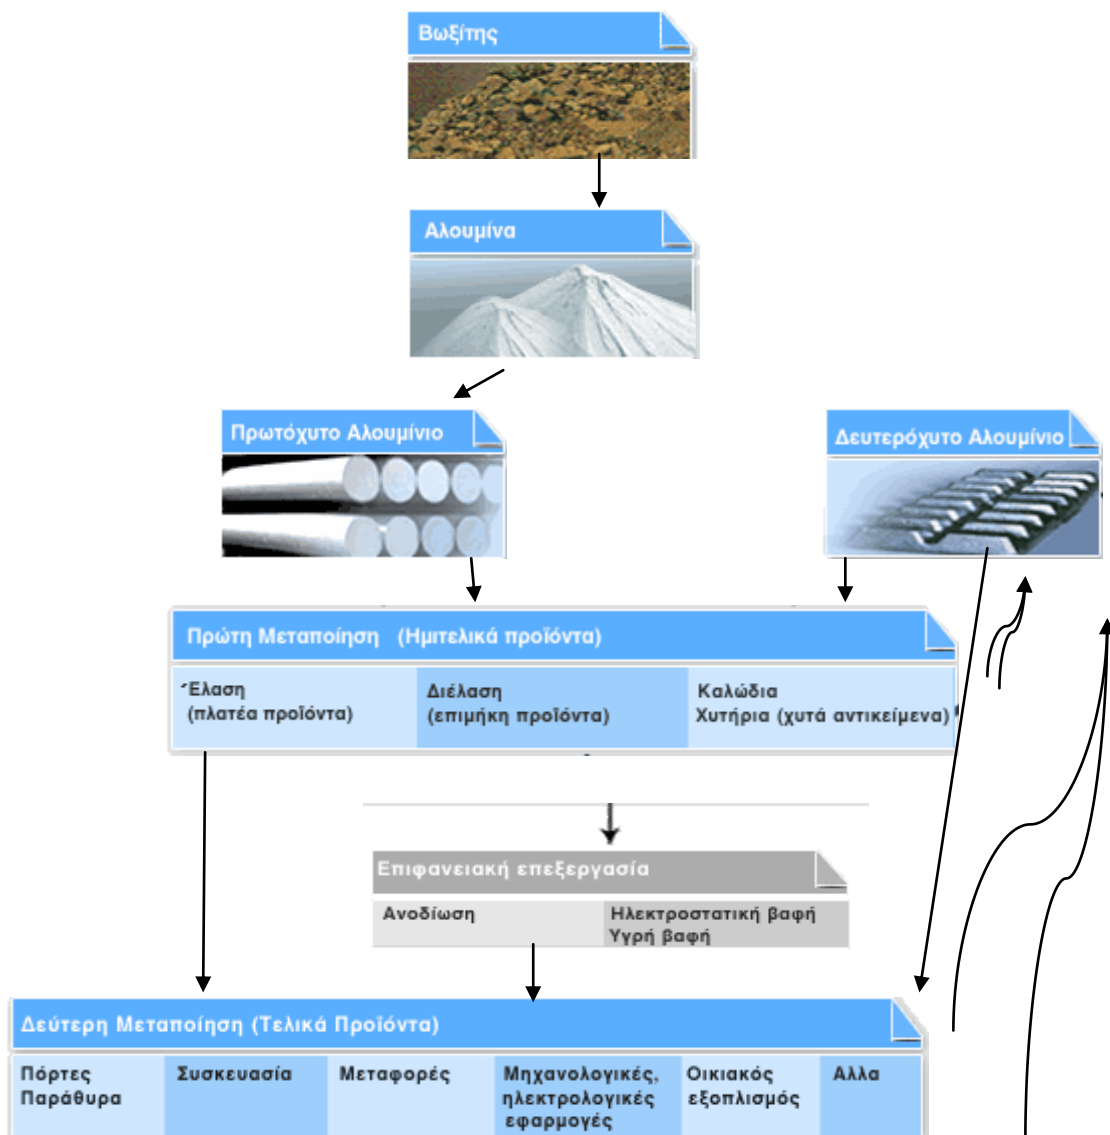 Βωξίτης
Αλουμίνα
Πρωτόχυτο Αλουμίνιο
Δευτερόχυτο Αλουμίνιο
Πρώτη Μεταποίηση (Ημιτελικά προϊόντα)
Έλαση
(πλατέα προϊόντα)
Διέλαση
(επιμήκη προϊόντα)
Καλώδια
Χυτήρια (χυτά αντικείμενα)
Επιφανειακή επεξεργασία
Ανοδίωση
Ηλεκτροστατική βαφή
Υγρή βαφή
Δεύτερη Μεταποίηση (Τελικά Προϊόντα)
Πόρτες
Παράθυρα
Συσκευασία
Μεταφορές
Μηχανολογικές,
ηλεκτρολογικές
εφαρμογές
Οικιακός
εξοπλισμός
Αλλα